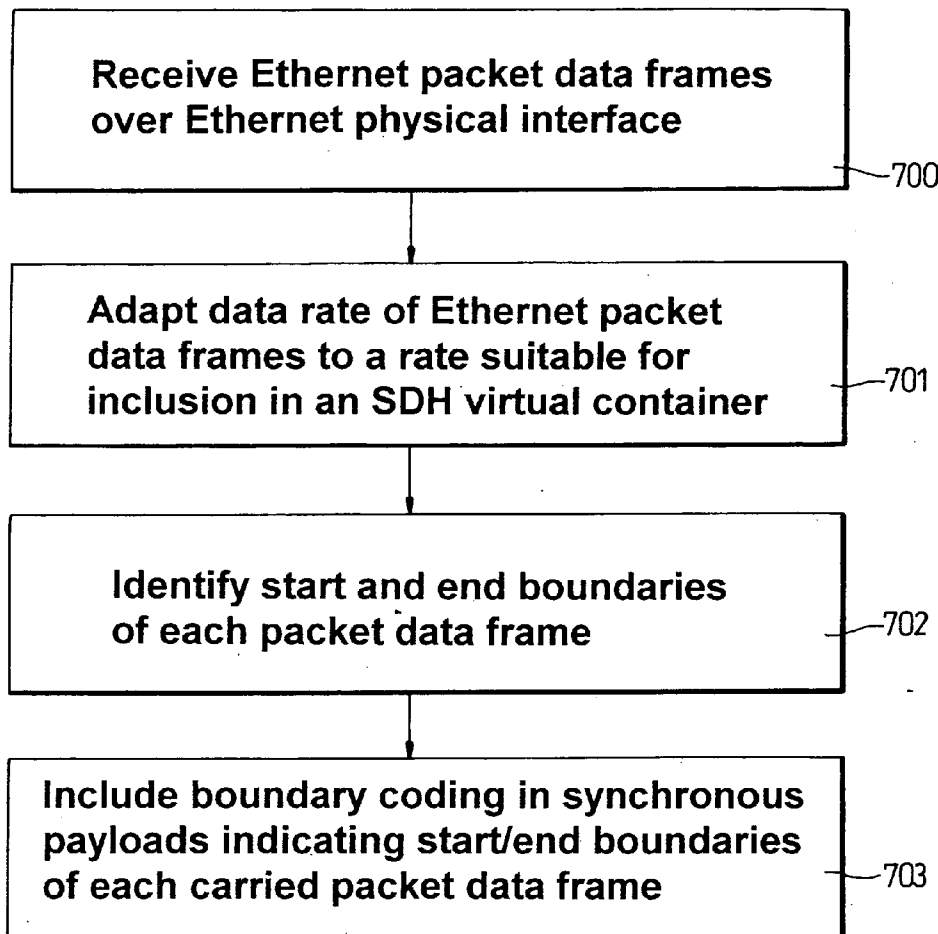 Receive Ethernet packet data frames
over Ethernet physical interface
700
Adapt data rate of Ethernet packet
data frames to a rate suitable for
inclusion in an SDH virtual container
701
Identify start and end boundaries
of each packet data frame
702
Include boundary coding in synchronous
payloads indicating start/end boundaries
of each carried packet data frame
703